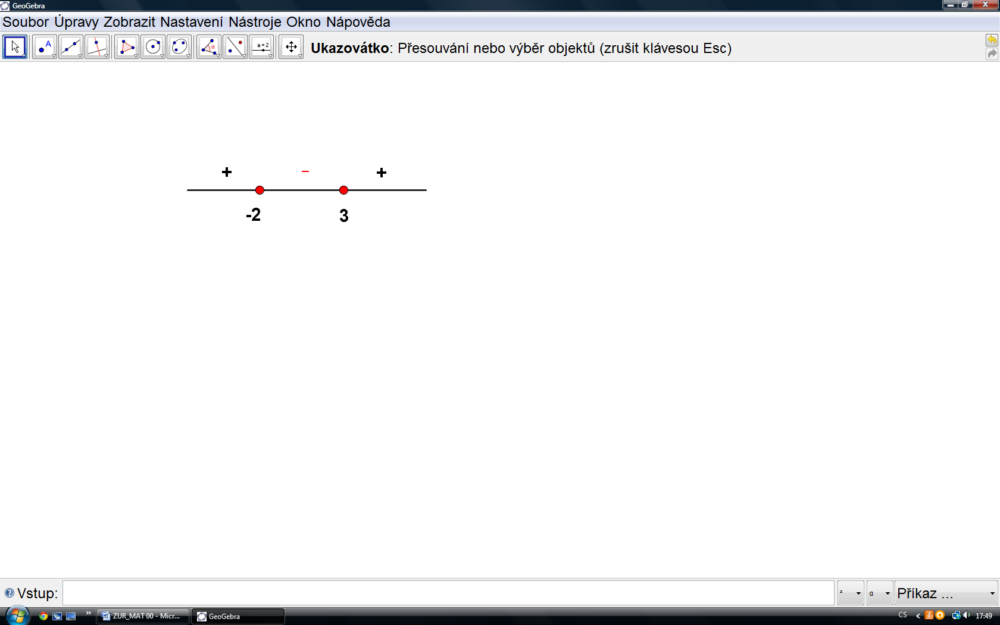 GeoGebra
Soubor Úpravy Zobrazit Nastavení Nástroje Okno Nápověda
A α a=2 Ukazovátko: Přesouvání nebo výběr objektů (zrušit klávesou Esc)
+ − +
-2 3
Vstup: ² α Příkaz ...
ZUR_MAT 00 - Micr... GeoGebra CS 17:49